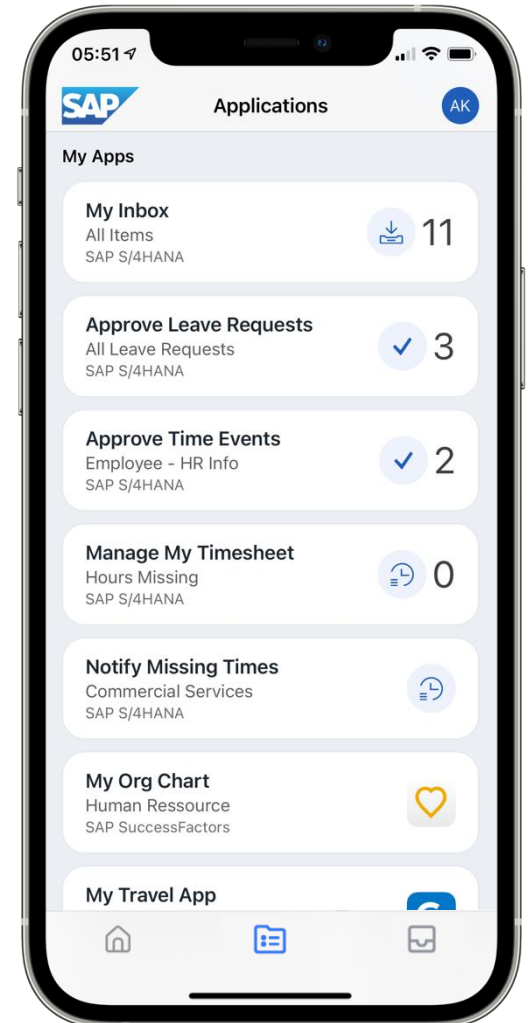 05:51
SAP
Applications
AK
My Apps
My Inbox
All Items
SAP S/4HANA
11
Approve Leave Requests
All Leave Requests
SAP S/4HANA
3
Approve Time Events
Employee - HR Info
SAP S/4HANA
2
Manage My Timesheet
Hours Missing
SAP S/4HANA
0
Notify Missing Times
Commercial Services
SAP S/4HANA
My Org Chart
Human Ressource
SAP SuccessFactors
My Travel App